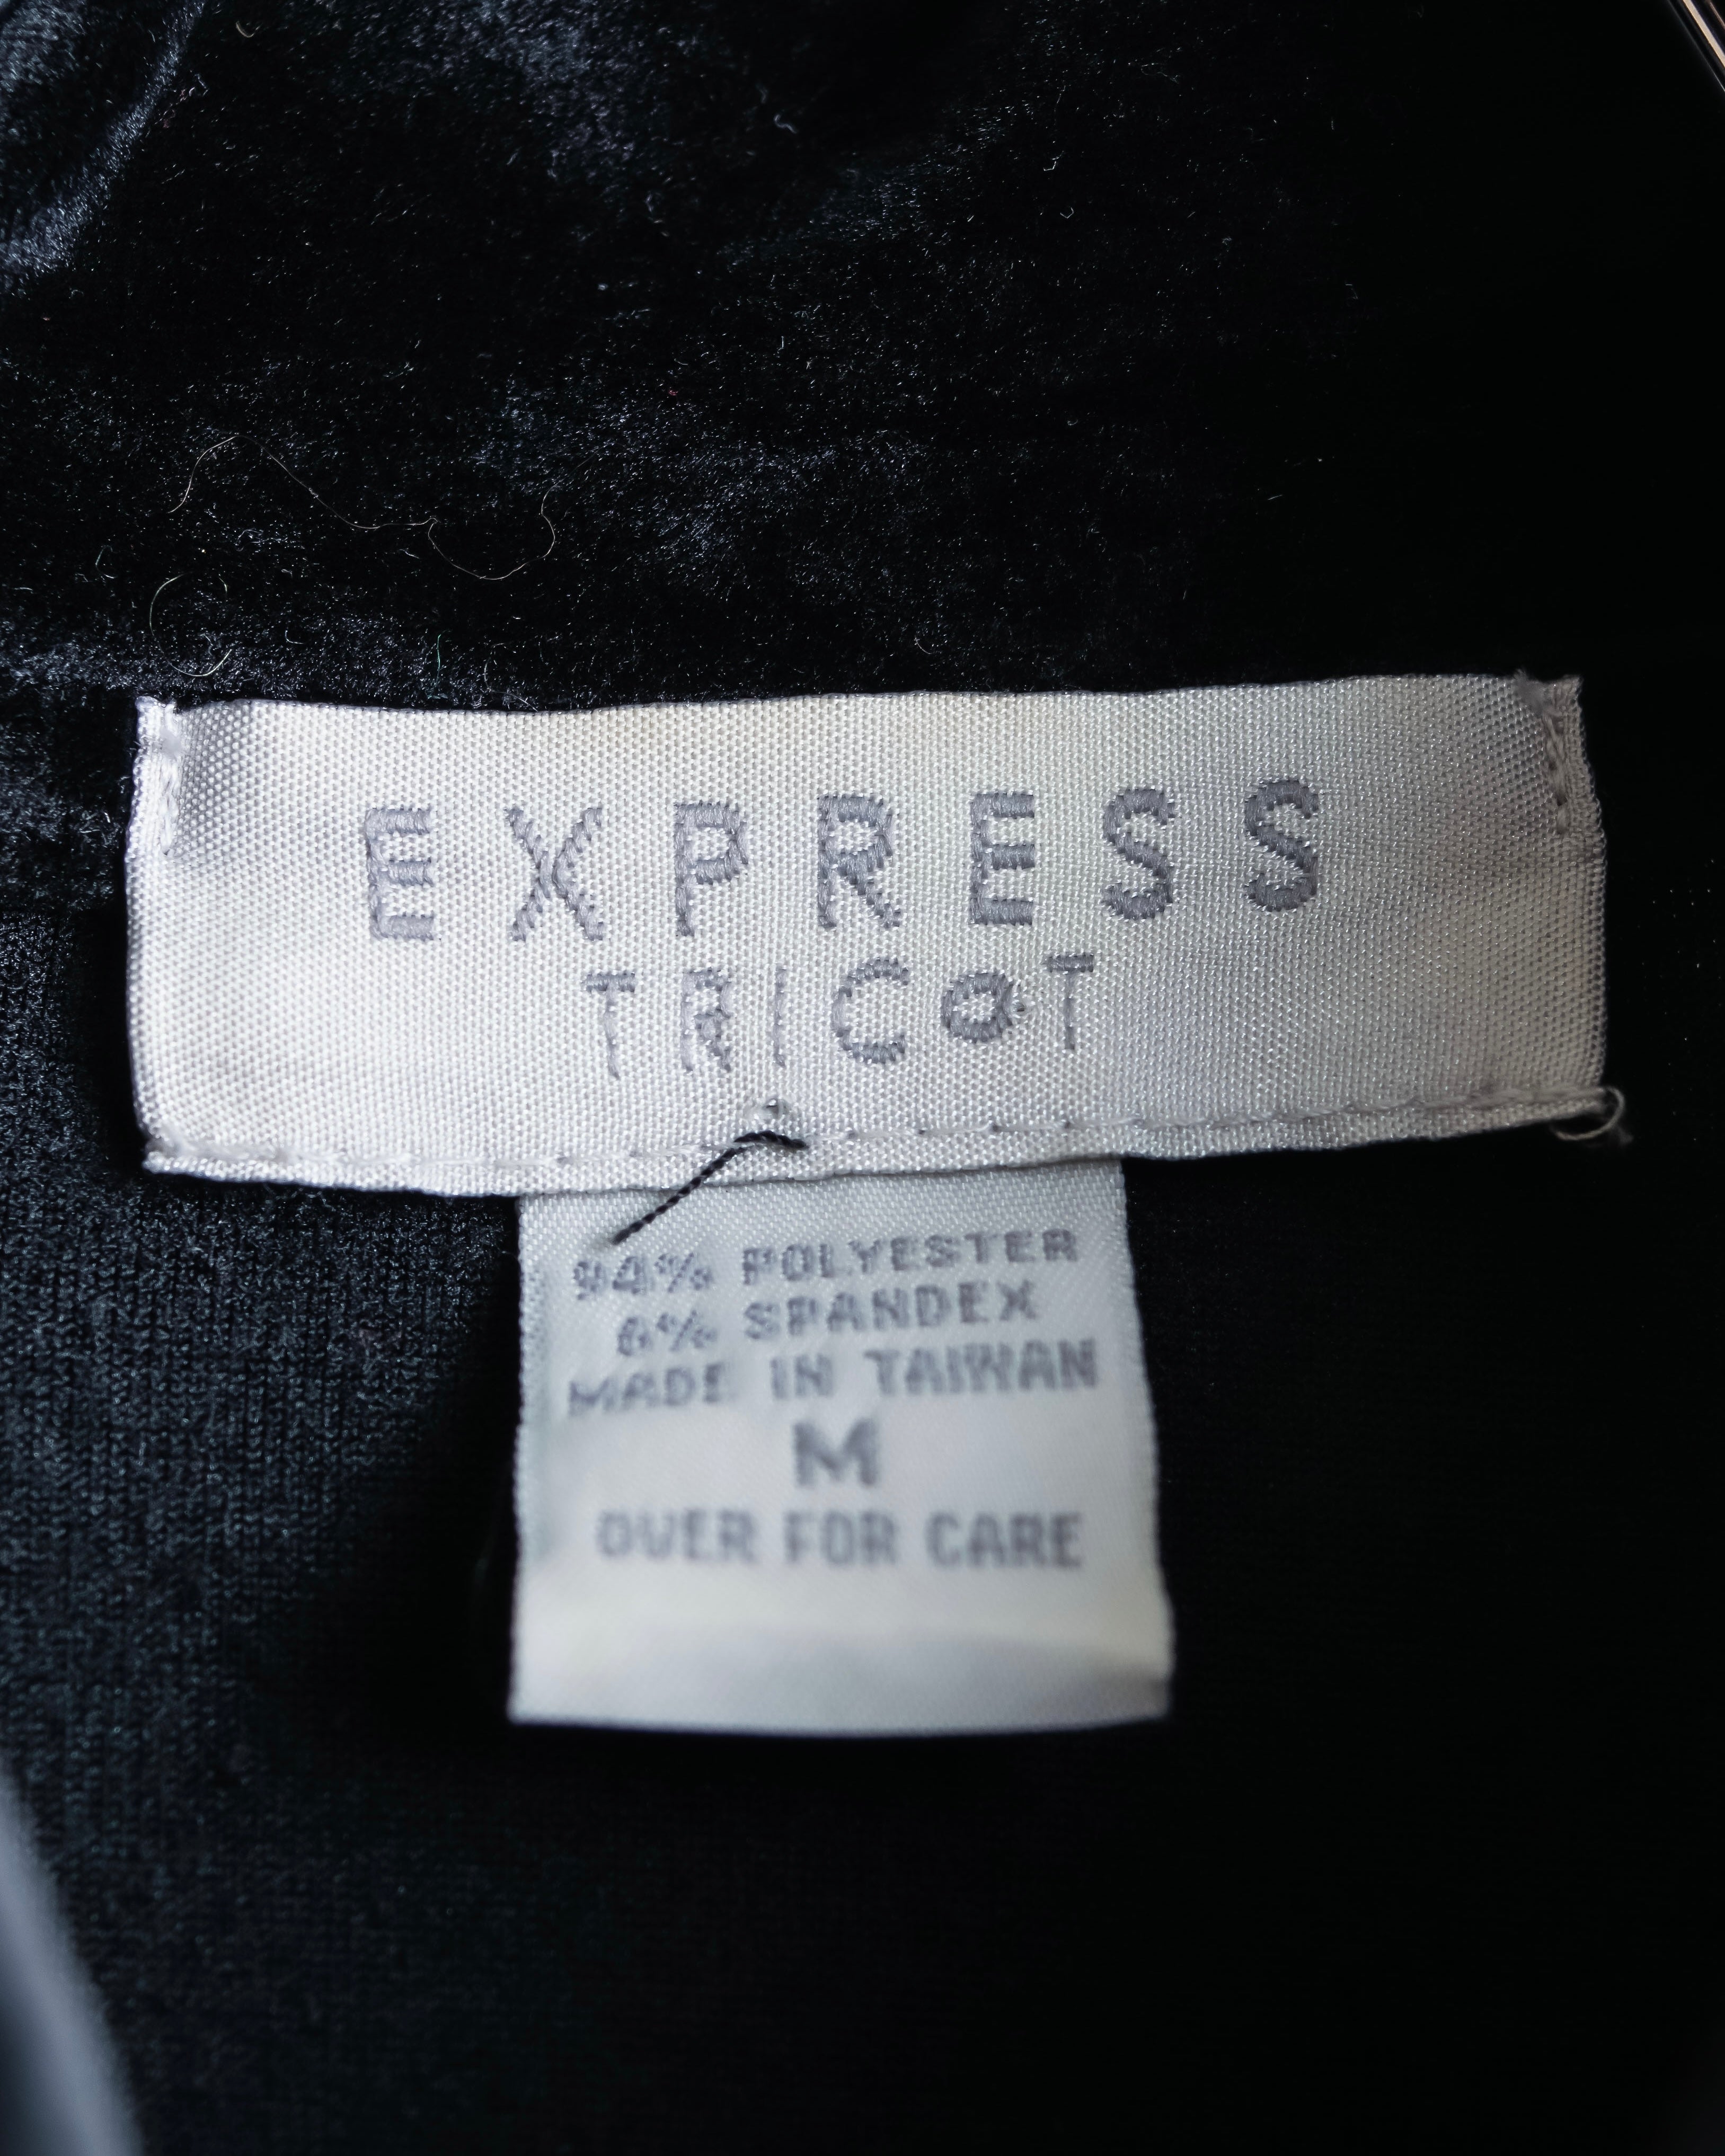 EXPRESS
TRICOT
94% POLYESTER
6% SPANDEX
MADE IN TAIWAN
M
OVER FOR CARE